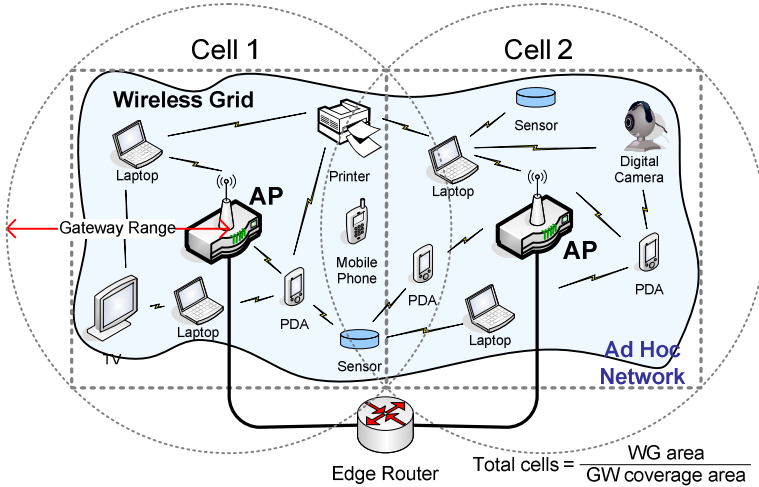 Cell 1
Cell 2
Wireless Grid
Laptop
Printer
Sensor
Laptop
Digital
Camera
AP
Gateway Range
Mobile
Phone
AP
TV
Laptop
PDA
PDA
PDA
Sensor
Laptop
Ad Hoc
Network
Edge Router
Total cells = WG area
GW coverage area